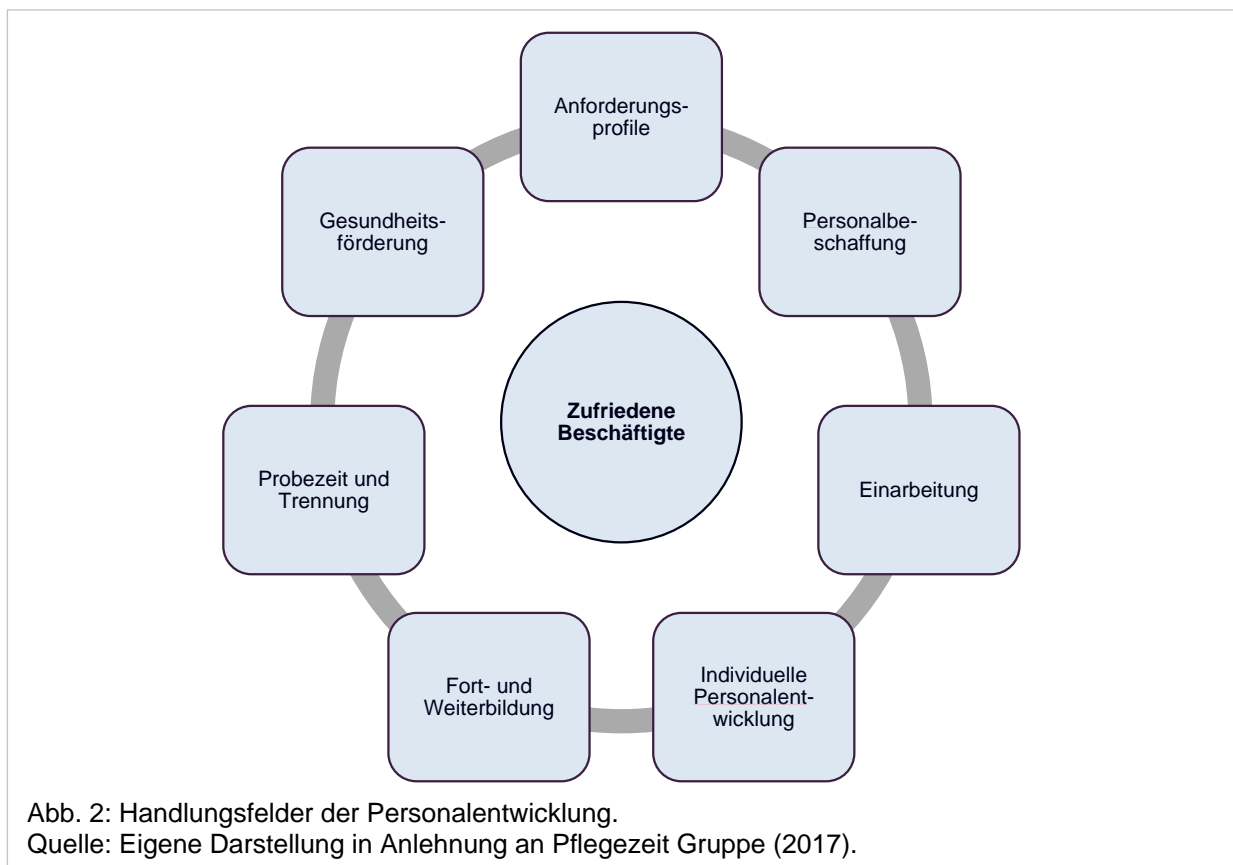 Anforderungs-
profile
Personalbe-
schaffung
Einarbeitung
Individuelle
Personalent-
wicklung
Fort- und
Weiterbildung
Probezeit und
Trennung
Gesundheits-
förderung
Zufriedene
Beschäftigte
Abb. 2: Handlungsfelder der Personalentwicklung.
Quelle: Eigene Darstellung in Anlehnung an Pflegezeit Gruppe (2017).